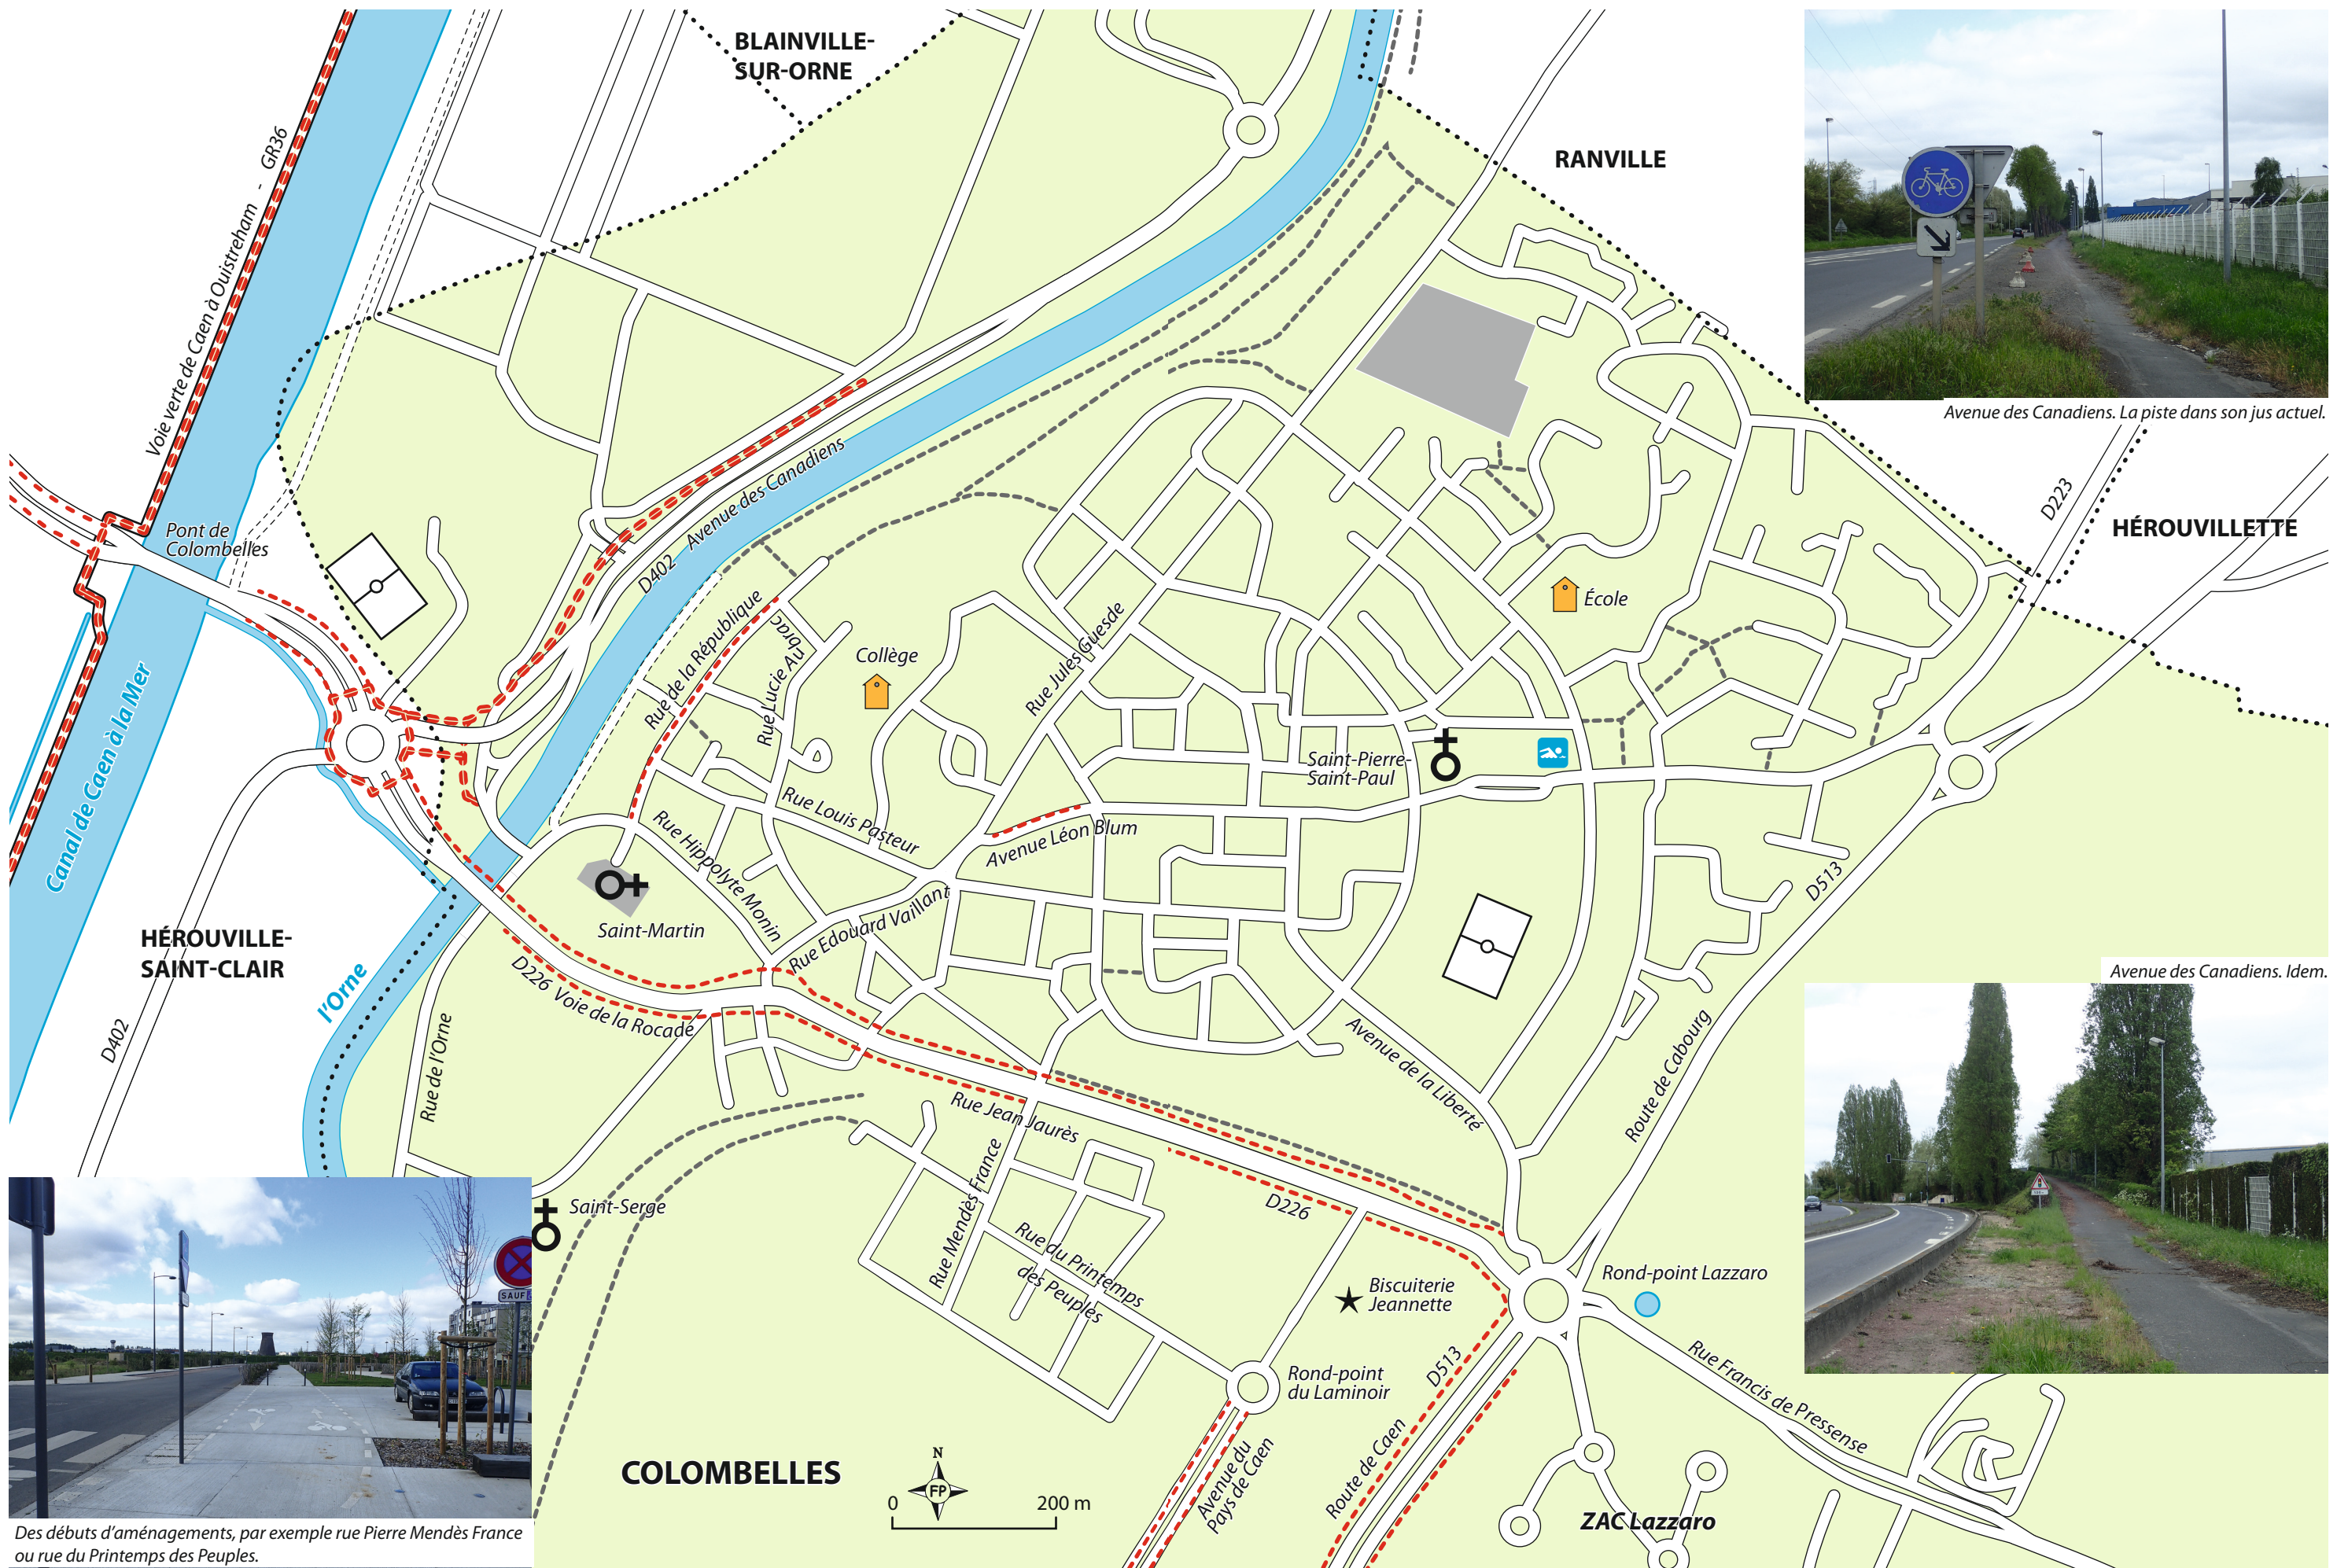 BLAINVILLE-
SUR-ORNE
RANVILLE
Voie verte de Caen à Ouistreham - GR36
Avenue des Canadiens. La piste dans son jus actuel.
Pont de
Colombelles
Avenue des Canadiens
D402
D223
HÉROUVILLETTE
École
Rue de la République
Rue Lucie Aubrac
Collège
Rue Jules Guesde
Canal de Caen à la Mer
Saint-Pierre-
Saint-Paul
Rue Louis Pasteur
Rue Hippolyte Monin
Avenue Léon Blum
D513
Rue Edouard Vaillant
Saint-Martin
HÉROUVILLE-
SAINT-CLAIR
l'Orne
D402
D226 Voie de la Rocade
Rue de l'Orne
Avenue de la Liberté
Route de Cabourg
Avenue des Canadiens. Idem.
Rue Jean Jaurès
Rue Mendès France
Saint-Serge
D226
Rue du Printemps
des Peuples
Biscuiterie
Jeannette
Rond-point Lazzaro
SAUF
Rond-point
du Laminoir
D513
Route de Caen
Rue Francis de Pressense
Avenue du
Pays de Caen
COLOMBELLES
N
FP
0 200 m
ZAC Lazzaro
Des débuts d'aménagements, par exemple rue Pierre Mendès France
ou rue du Printemps des Peuples.